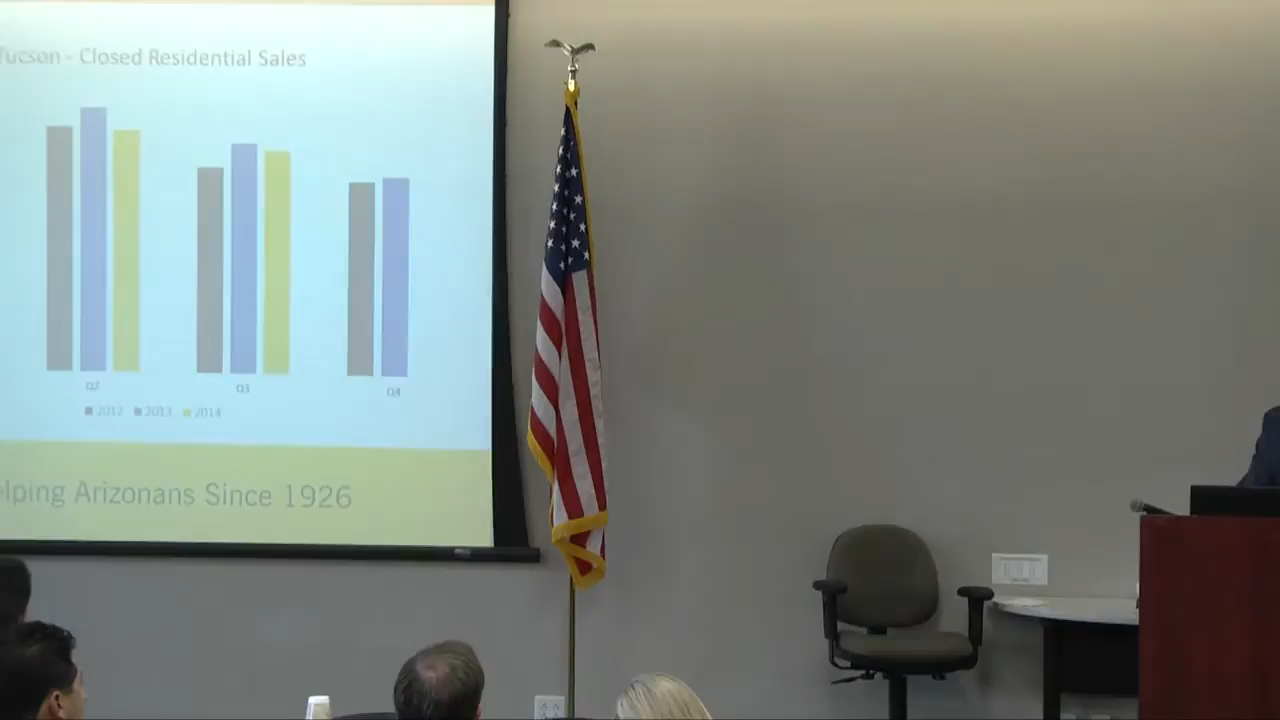 Tucson - Closed Residential Sales
Q2
Q3
Q4
2012 2013 2014
elping Arizonans Since 1926